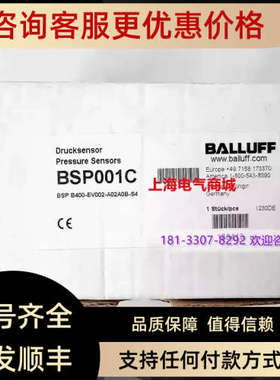 咨询客服更优惠价格
Drucksensor
Pressure Sensors
BSP001C
BSP B400-EV002-A02A0B-S4
BALLUFF
balluff.com
Germany
1 Stück/pcs
1230DE
CE
上海电气商城
181-3307-8292 欢迎咨
号齐全
发顺丰
品质保障 值得信赖
支持任何付款方式